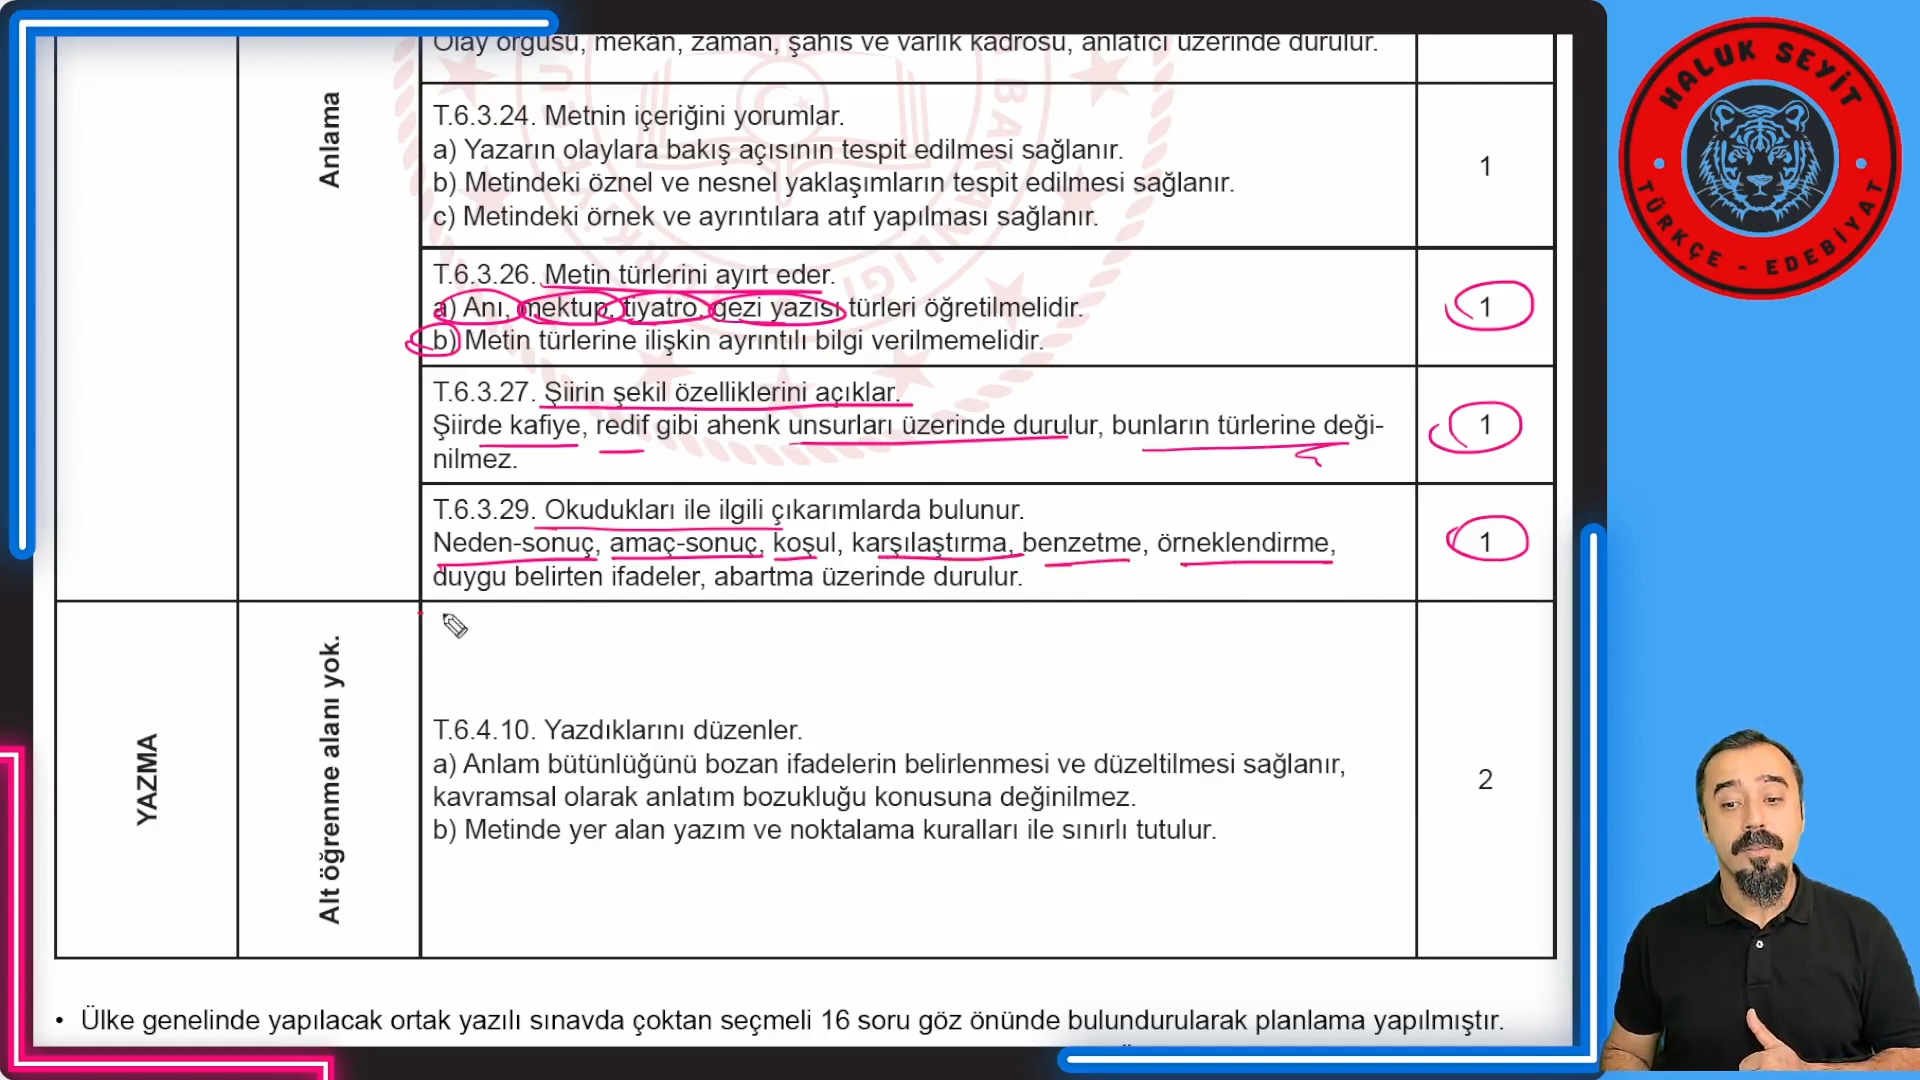 Olay örgüsü, mekân, zaman, şahıs ve varlık kadrosu, anlatıcı üzerinde durulur.
Anlama
T.6.3.24. Metnin içeriğini yorumlar.
a) Yazarın olaylara bakış açısının tespit edilmesi sağlanır.
b) Metindeki öznel ve nesnel yaklaşımların tespit edilmesi sağlanır.
c) Metindeki örnek ve ayrıntılara atıf yapılması sağlanır.
1
T.6.3.26. Metin türlerini ayırt eder.
a) Anı, mektup, tiyatro, gezi yazısı türleri öğretilmelidir.
b) Metin türlerine ilişkin ayrıntılı bilgi verilmemelidir.
1
T.6.3.27. Şiirin şekil özelliklerini açıklar.
Şiirde kafiye, redif gibi ahenk unsurları üzerinde durulur, bunların türlerine deği-
nilmez.
1
T.6.3.29. Okudukları ile ilgili çıkarımlarda bulunur.
Neden-sonuç, amaç-sonuç, koşul, karşılaştırma, benzetme, örneklendirme,
duygu belirten ifadeler, abartma üzerinde durulur.
1
YAZMA
Alt öğrenme alanı yok.
T.6.4.10. Yazdıklarını düzenler.
a) Anlam bütünlüğünü bozan ifadelerin belirlenmesi ve düzeltilmesi sağlanır,
kavramsal olarak anlatım bozukluğu konusuna değinilmez.
b) Metinde yer alan yazım ve noktalama kuralları ile sınırlı tutulur.
2
• Ülke genelinde yapılacak ortak yazılı sınavda çoktan seçmeli 16 soru göz önünde bulundurularak planlama yapılmıştır.
HALUK SEYİT
TÜRKÇE - EDEBİYAT